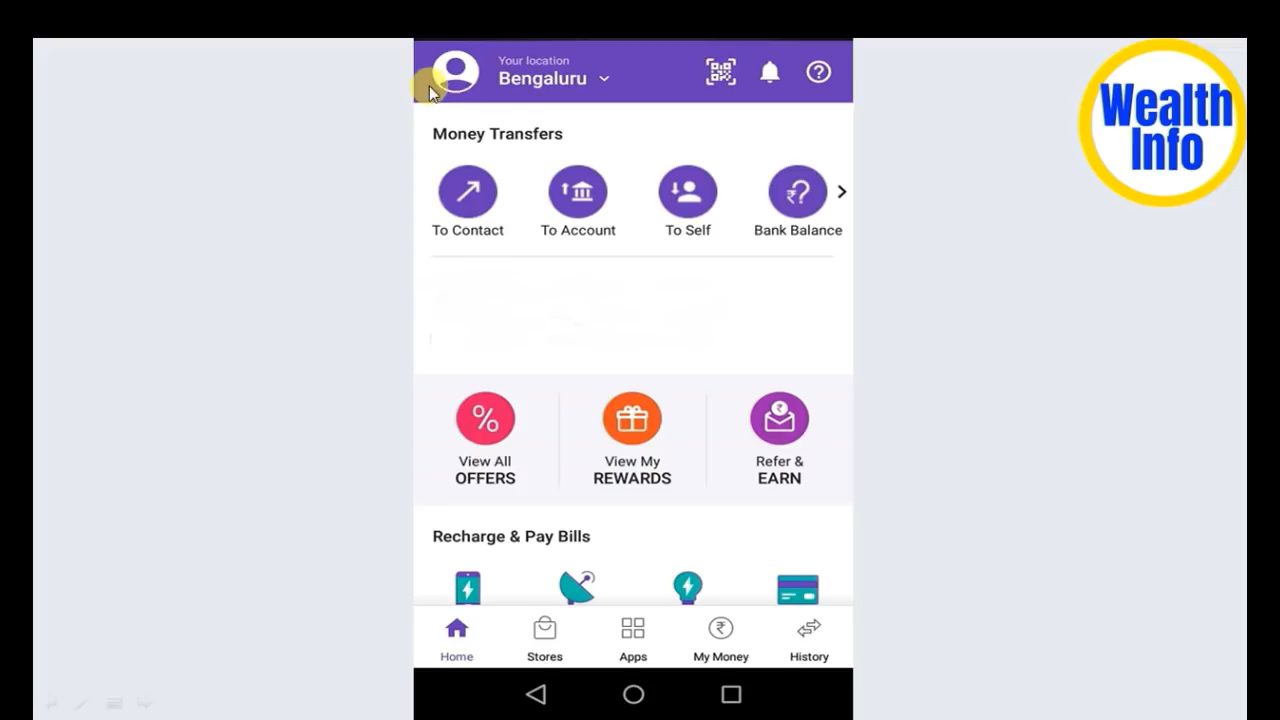 Your location
Bengaluru
Wealth
Info
Money Transfers
To Contact To Account To Self Bank Balance
View All View My Refer &
OFFERS REWARDS EARN
Recharge & Pay Bills
Home Stores Apps My Money History